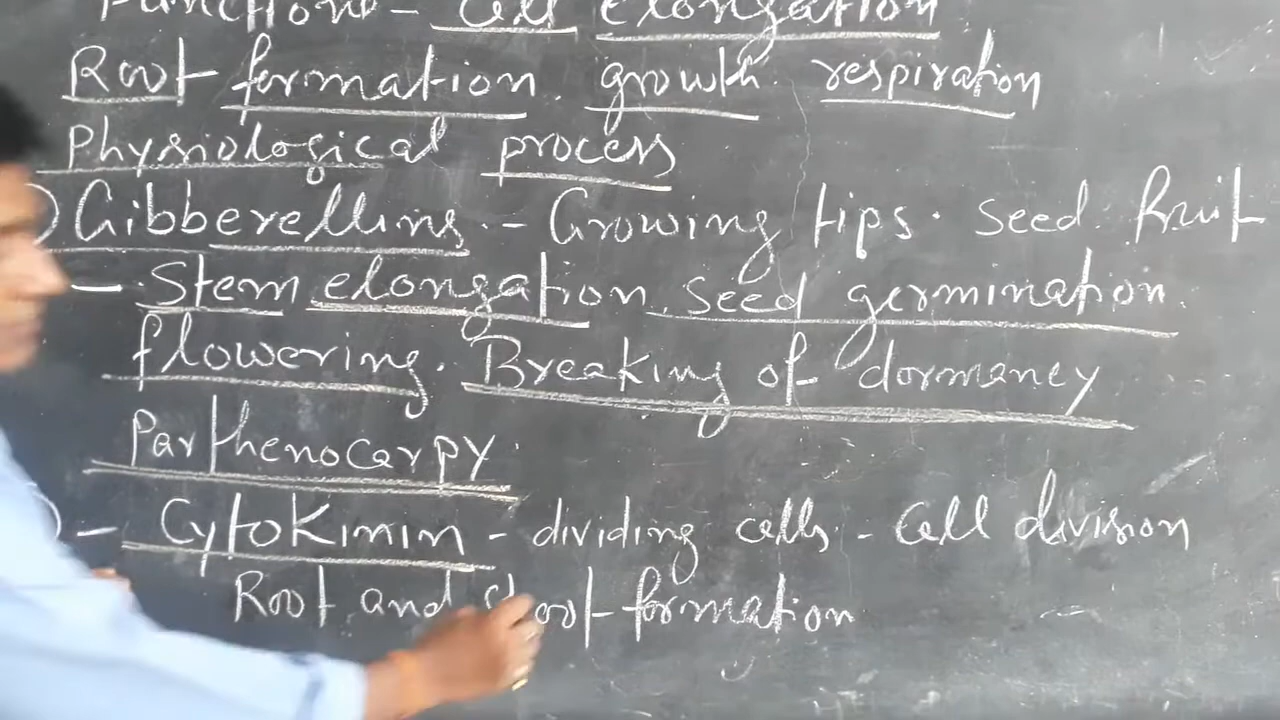 Function - Cell elongation
Root formation. growth. respiration
Physiological process
) Gibberellins. - Growing tips. Seed. Fruit
- Stem elongation. Seed germination.
flowering. Breaking of dormancy
Parthenocarpy.
) - Cytokinin - dividing cells. - Cell division
Root and Shoot formation